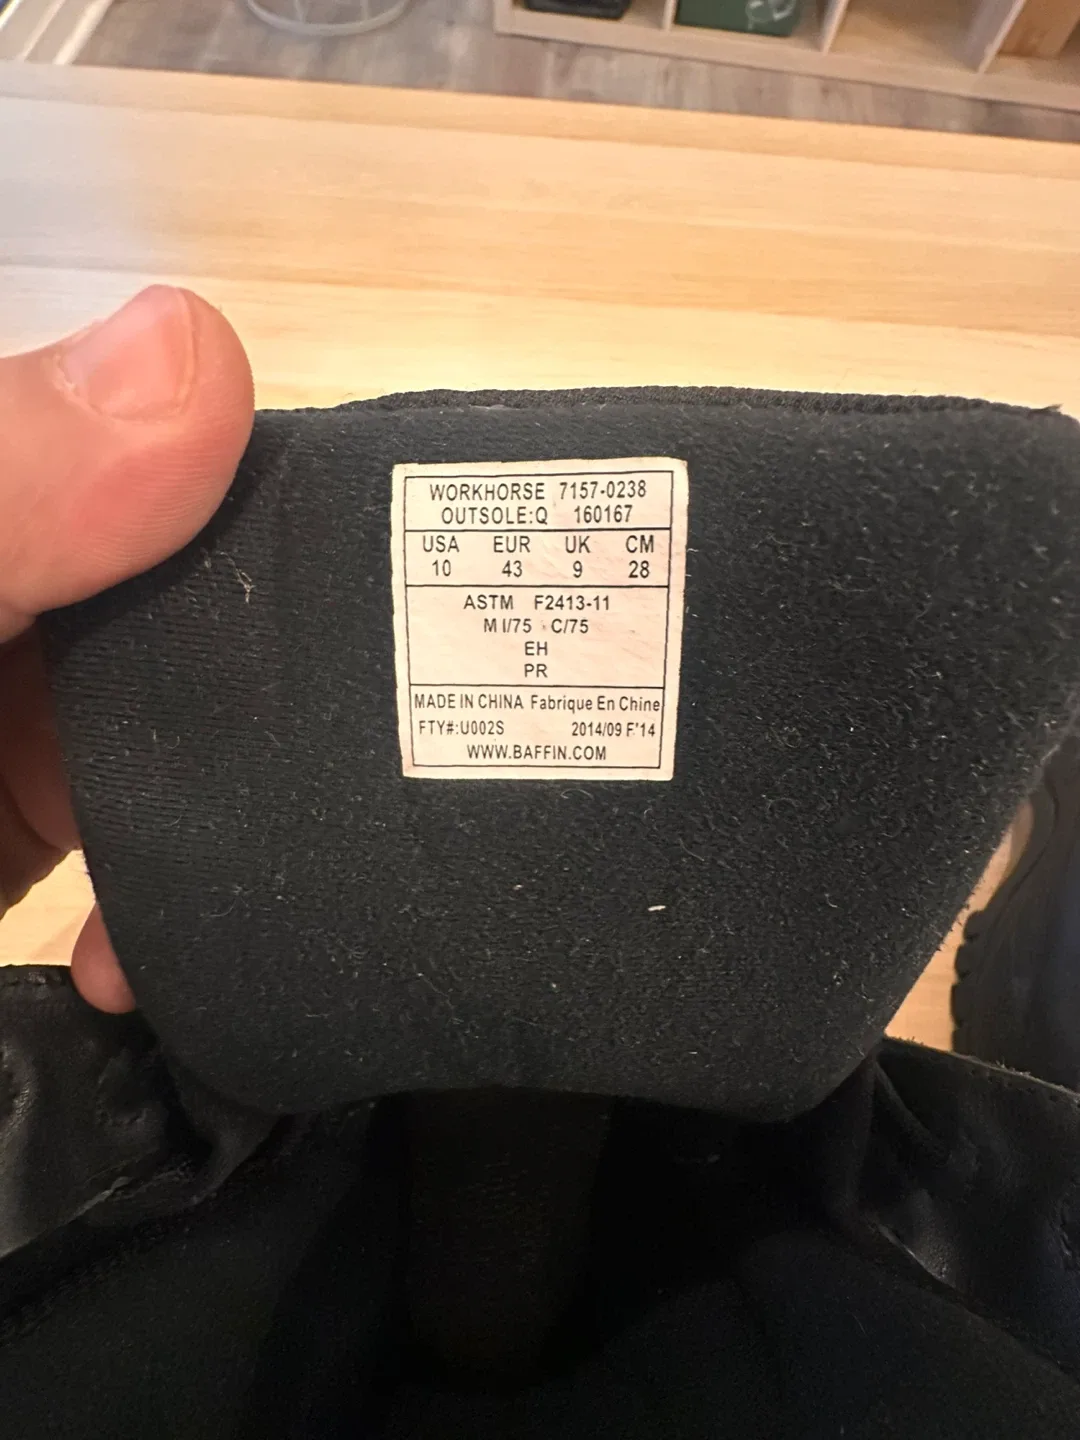 WORKHORSE 7157-0238
OUTSOLE:Q 160167
USA EUR UK CM
10 43 9 28
ASTM F2413-11
M I/75 C/75
EH
PR
MADE IN CHINA Fabrique En Chine
FTY#:U002S 2014/09 F'14
WWW.BAFFIN.COM